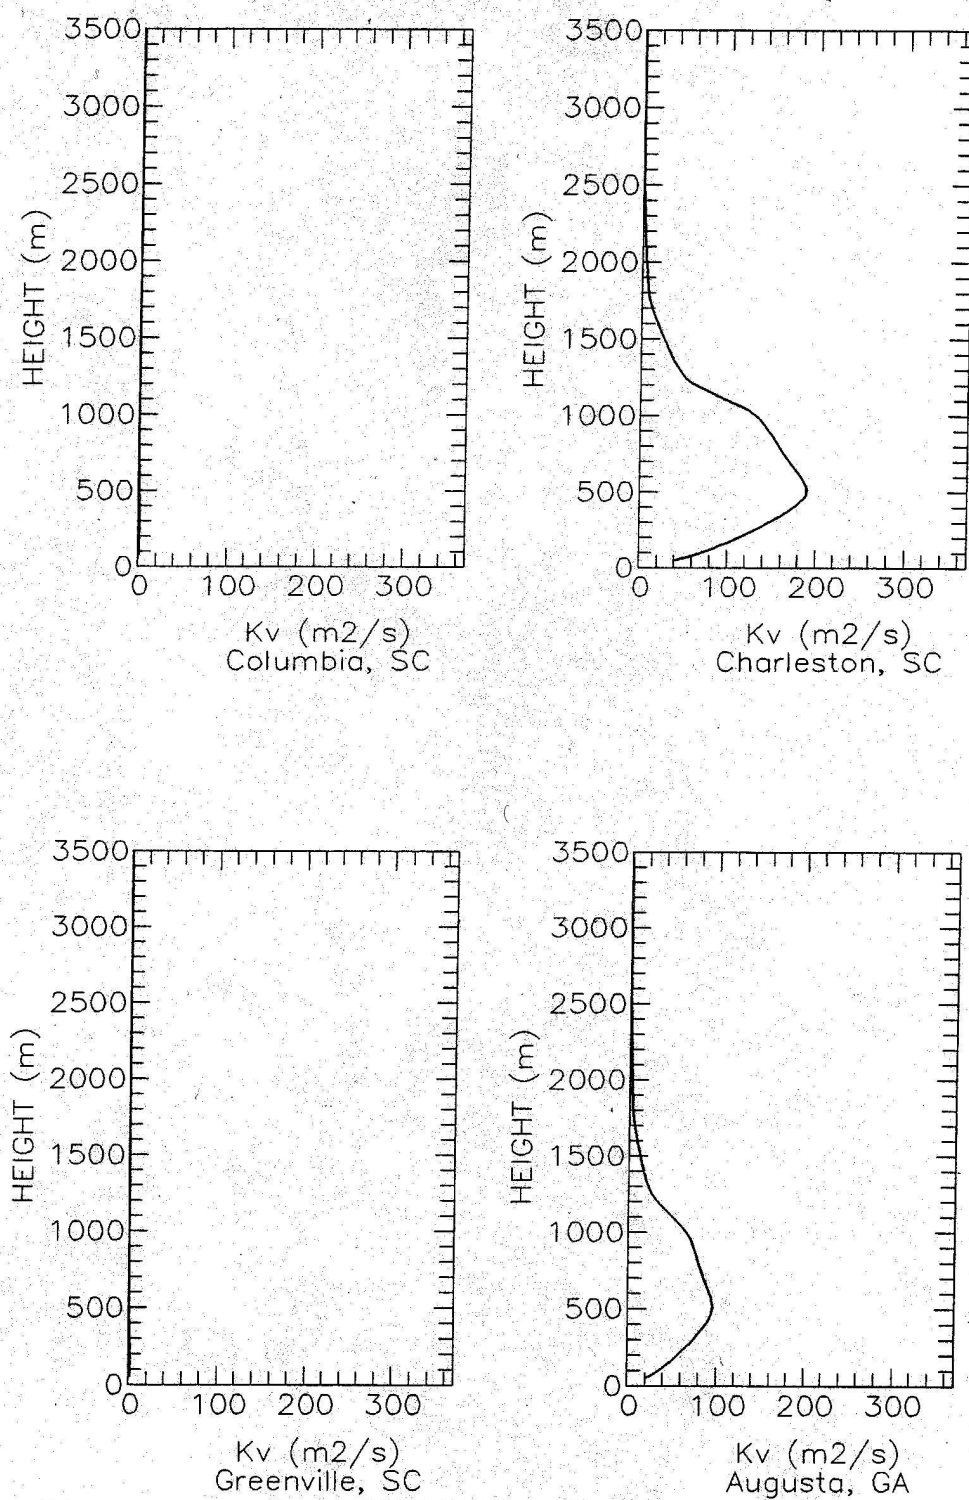 3500
3000
2500
2000
1500
1000
500
0
HEIGHT (m)
0 100 200 300
Kv (m2/s)
Columbia, SC
3500
3000
2500
2000
1500
1000
500
0
HEIGHT (m)
0 100 200 300
Kv (m2/s)
Charleston, SC
3500
3000
2500
2000
1500
1000
500
0
HEIGHT (m)
0 100 200 300
Kv (m2/s)
Greenville, SC
3500
3000
2500
2000
1500
1000
500
0
HEIGHT (m)
0 100 200 300
Kv (m2/s)
Augusta, GA